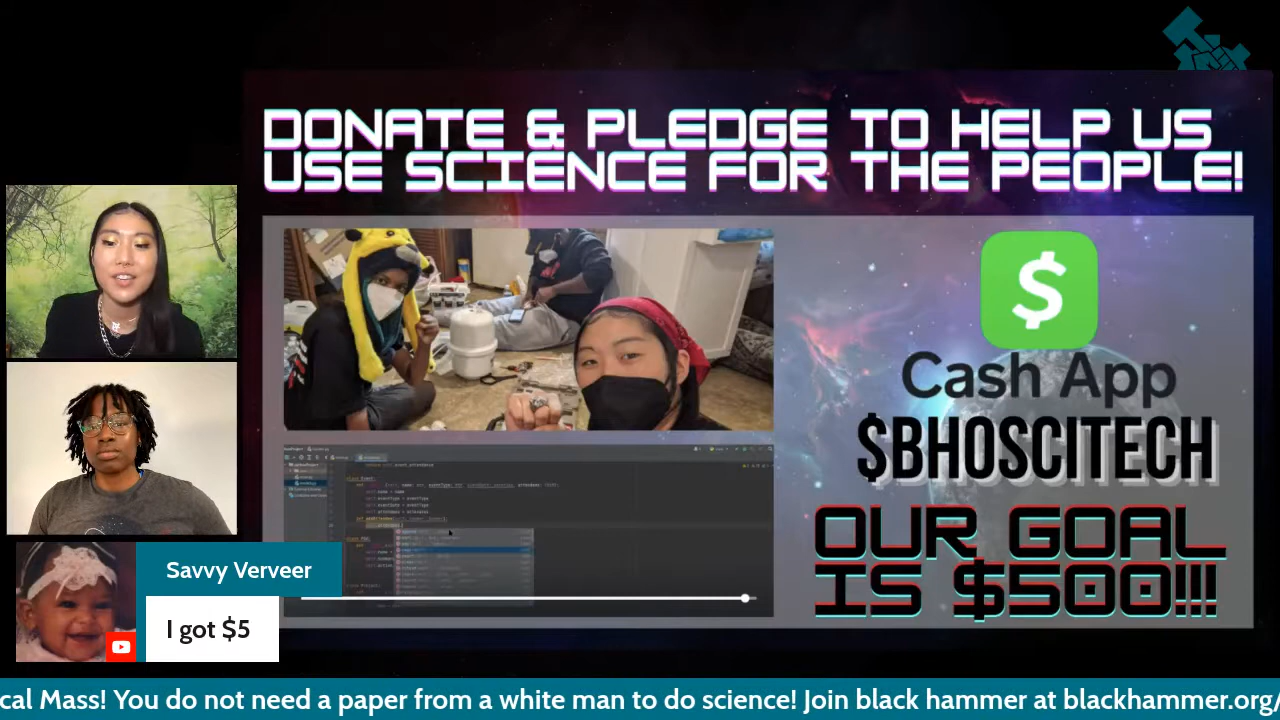 DONATE & PLEDGE TO HELP US
USE SCIENCE FOR THE PEOPLE!
$
Cash App
$BHOSCITECH
OUR GOAL
IS $500!!!
Savvy Verveer
I got $5
cal Mass! You do not need a paper from a white man to do science! Join black hammer at blackhammer.org/